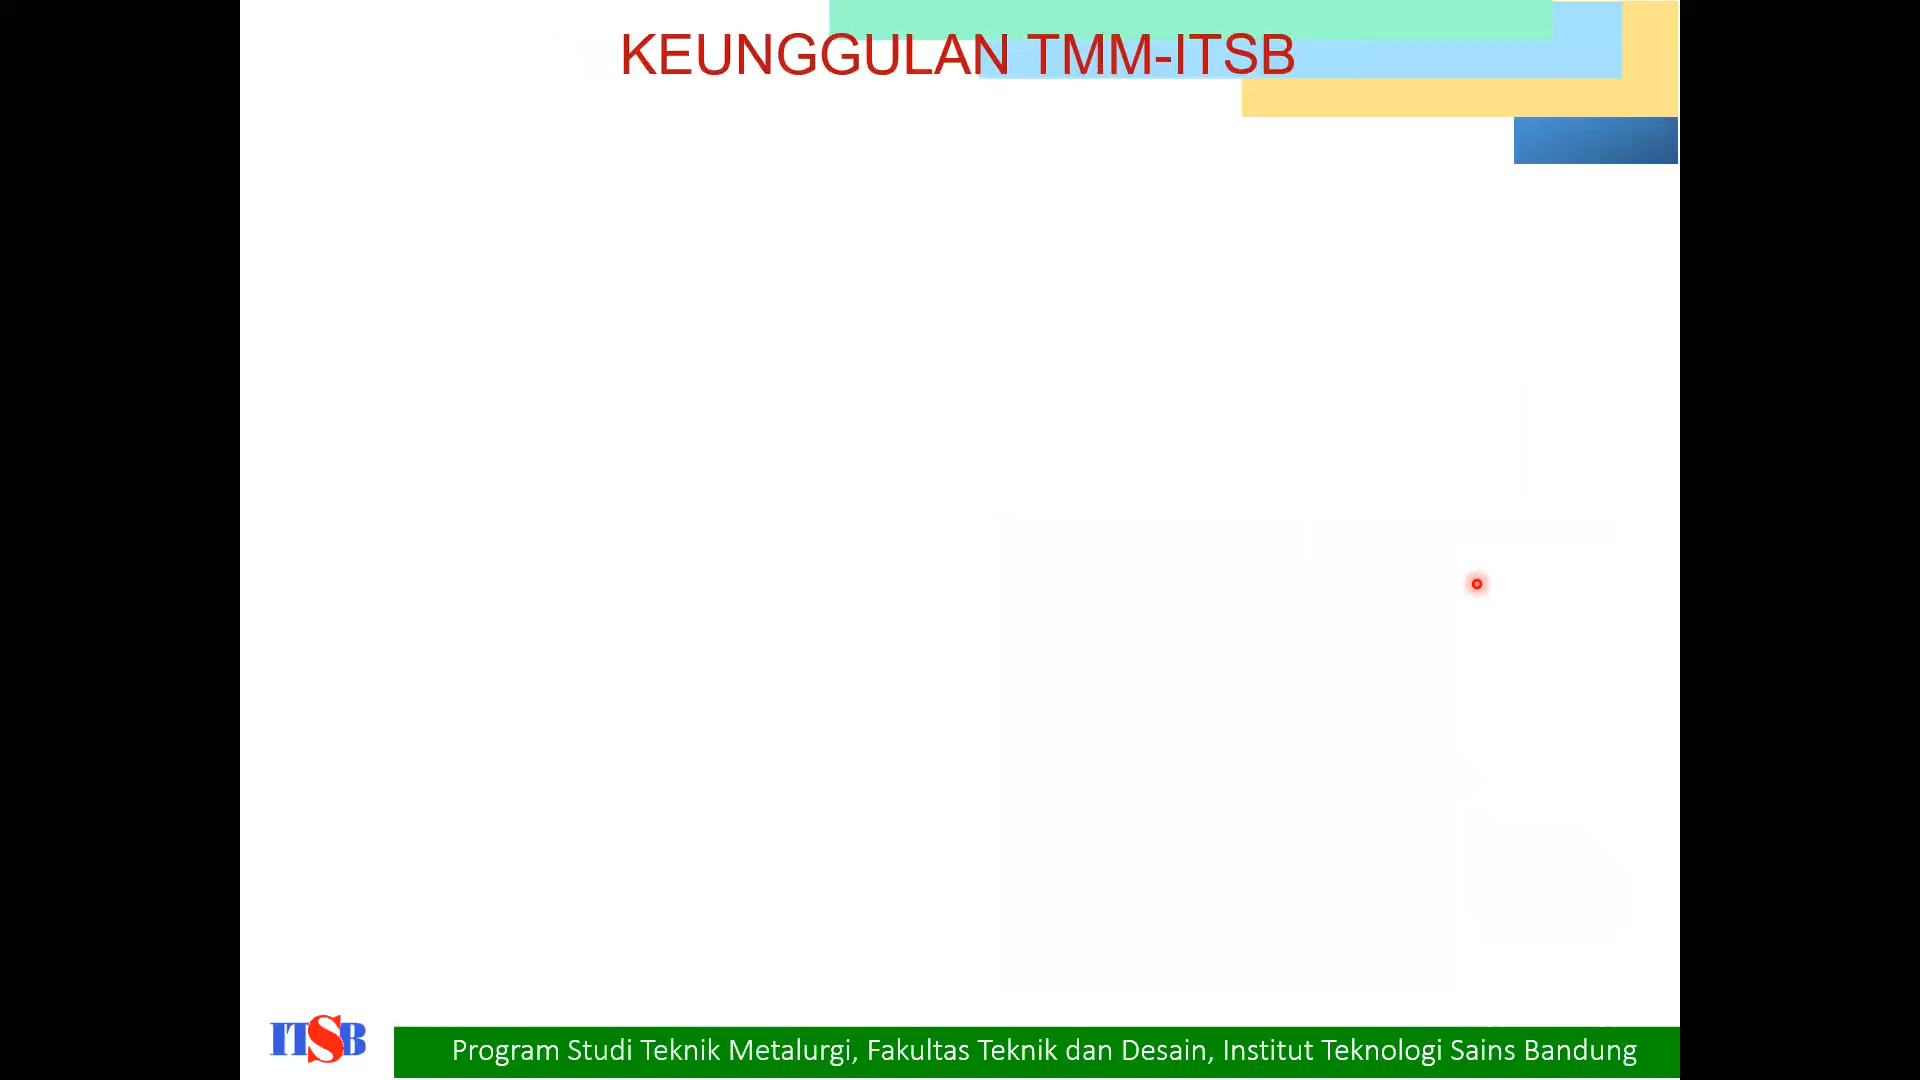 KEUNGGULAN TMM-ITSB
ITSB
Program Studi Teknik Metalurgi, Fakultas Teknik dan Desain, Institut Teknologi Sains Bandung